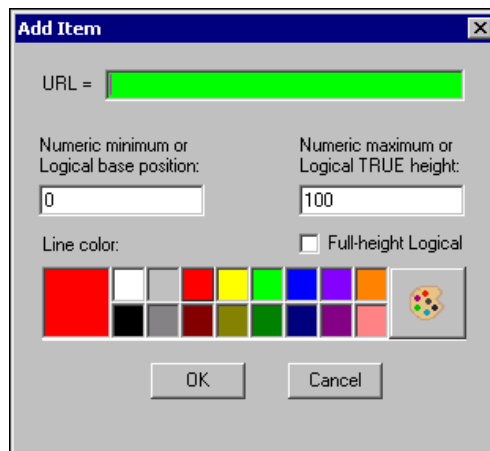 Add Item
URL =
Numeric minimum or
Logical base position:
Numeric maximum or
Logical TRUE height:
0
100
Line color:
Full-height Logical
OK
Cancel